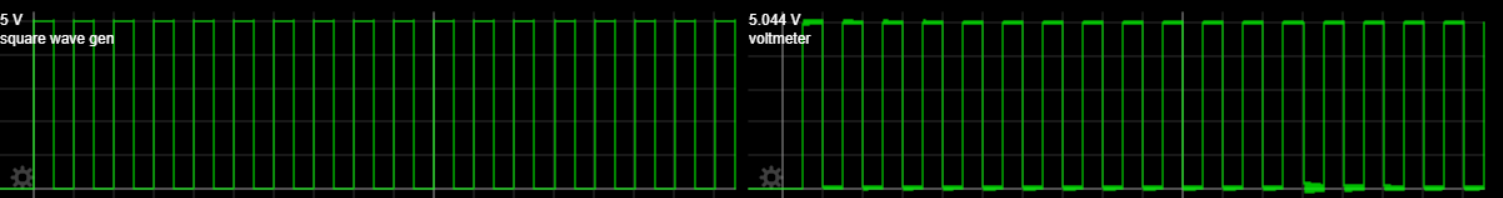 5 V
square wave gen
5.044 V
voltmeter